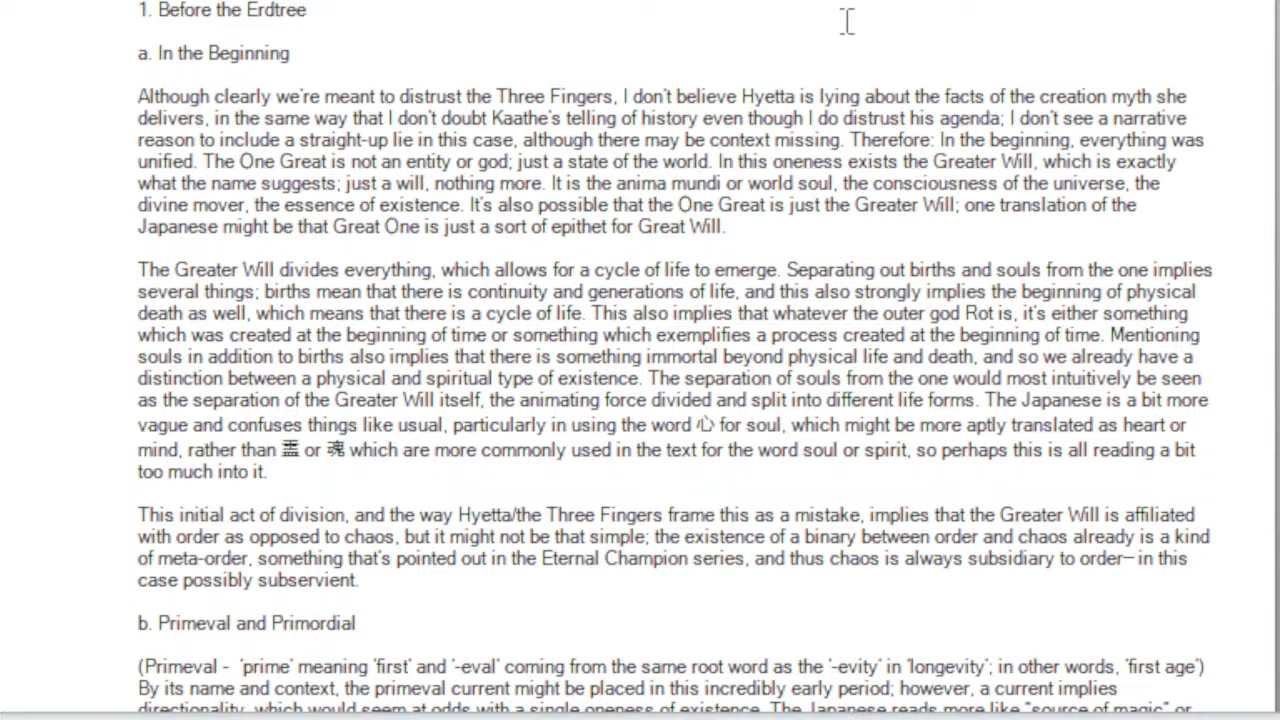 1. Before the Erdtree
a. In the Beginning
Although clearly we're meant to distrust the Three Fingers, I don't believe Hyetta is lying about the facts of the creation myth she
delivers, in the same way that I don't doubt Kaathe's telling of history even though I do distrust his agenda; I don't see a narrative
reason to include a straight-up lie in this case, although there may be context missing. Therefore: In the beginning, everything was
unified. The One Great is not an entity or god; just a state of the world. In this oneness exists the Greater Will, which is exactly
what the name suggests; just a will, nothing more. It is the anima mundi or world soul, the consciousness of the universe, the
divine mover, the essence of existence. It's also possible that the One Great is just the Greater Will; one translation of the
Japanese might be that Great One is just a sort of epithet for Great Will.
The Greater Will divides everything, which allows for a cycle of life to emerge. Separating out births and souls from the one implies
several things; births mean that there is continuity and generations of life, and this also strongly implies the beginning of physical
death as well, which means that there is a cycle of life. This also implies that whatever the outer god Rot is, it's either something
which was created at the beginning of time or something which exemplifies a process created at the beginning of time. Mentioning
souls in addition to births also implies that there is something immortal beyond physical life and death, and so we already have a
distinction between a physical and spiritual type of existence. The separation of souls from the one would most intuitively be seen
as the separation of the Greater Will itself, the animating force divided and split into different life forms. The Japanese is a bit more
vague and confuses things like usual, particularly in using the word 心 for soul, which might be more aptly translated as heart or
mind, rather than 霊 or 魂 which are more commonly used in the text for the word soul or spirit, so perhaps this is all reading a bit
too much into it.
This initial act of division, and the way Hyetta/the Three Fingers frame this as a mistake, implies that the Greater Will is affiliated
with order as opposed to chaos, but it might not be that simple; the existence of a binary between order and chaos already is a kind
of meta-order, something that's pointed out in the Eternal Champion series, and thus chaos is always subsidiary to order—in this
case possibly subservient.
b. Primeval and Primordial
(Primeval - 'prime' meaning 'first' and '-eval' coming from the same root word as the '-evity' in 'longevity'; in other words, 'first age')
By its name and context, the primeval current might be placed in this incredibly early period; however, a current implies
directionality, which would seem at odds with a single oneness of existence. The Japanese reads more like "source of magic" or